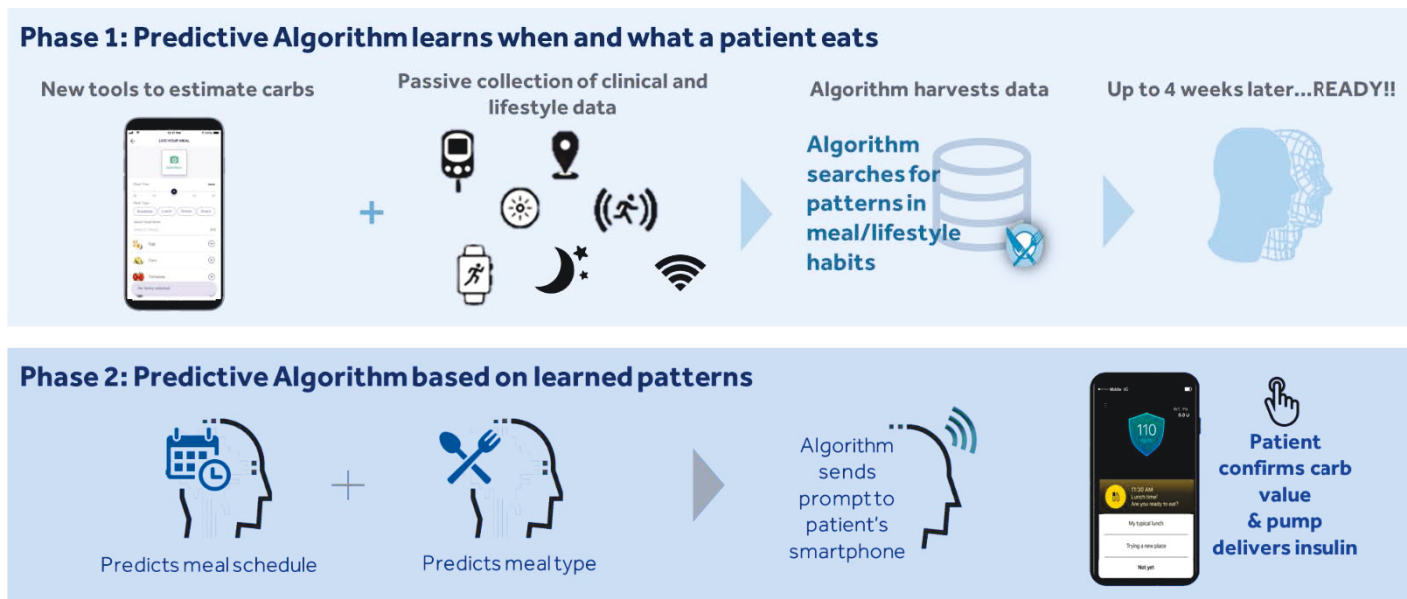 Phase 1: Predictive Algorithm learns when and what a patient eats
New tools to estimate carbs
Passive collection of clinical and
lifestyle data
Algorithm harvests data
Up to 4 weeks later...READY!!
LOG YOUR MEAL
Breakfast Lunch Dinner Snack
Egg
Tomatoes
Algorithm
searches for
patterns in
meal/lifestyle
habits
Phase 2: Predictive Algorithm based on learned patterns
Predicts meal schedule
Predicts meal type
Algorithm
sends
prompt to
patient's
smartphone
110
11:30 AM
Lunch time!
Are you ready to eat?
My typical lunch
Trying a new place
Not yet
Patient
confirms carb
value
& pump
delivers insulin